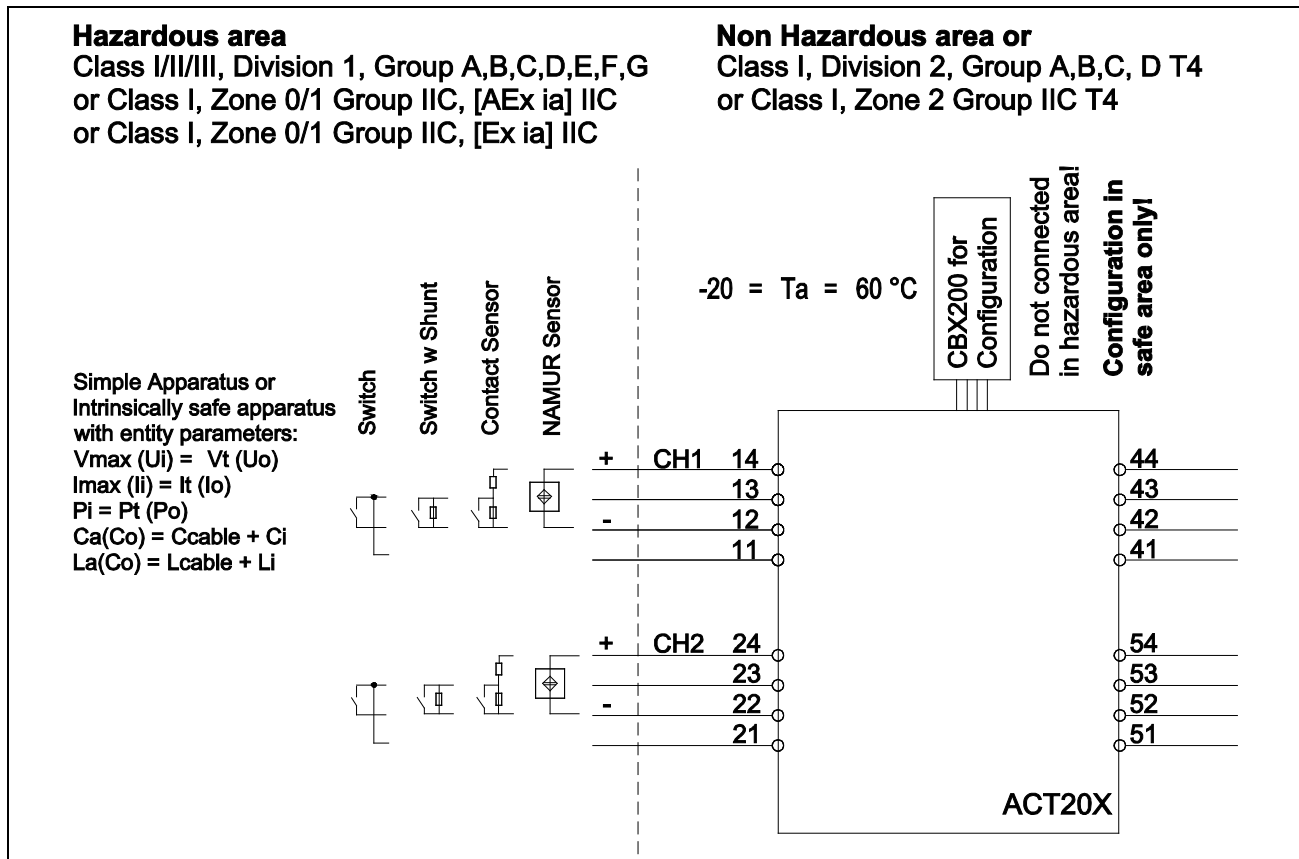 Hazardous area
Class I/II/III, Division 1, Group A,B,C,D,E,F,G
or Class I, Zone 0/1 Group IIC, [AEx ia] IIC
or Class I, Zone 0/1 Group IIC, [Ex ia] IIC
Non Hazardous area or
Class I, Division 2, Group A,B,C, D T4
or Class I, Zone 2 Group IIC T4
-20 = Ta = 60 °C
CBX200 for
Configuration
Do not connected
in hazardous area!
Configuration in
safe area only!
Simple Apparatus or
Intrinsically safe apparatus
with entity parameters:
Vmax (Ui) = Vt (Uo)
Imax (Ii) = It (Io)
Pi = Pt (Po)
Ca(Co) = Ccable + Ci
La(Co) = Lcable + Li
Switch
Switch w Shunt
Contact Sensor
NAMUR Sensor
+ CH1 14
13
- 12
11
44
43
42
41
+ CH2 24
23
- 22
21
54
53
52
51
ACT20X